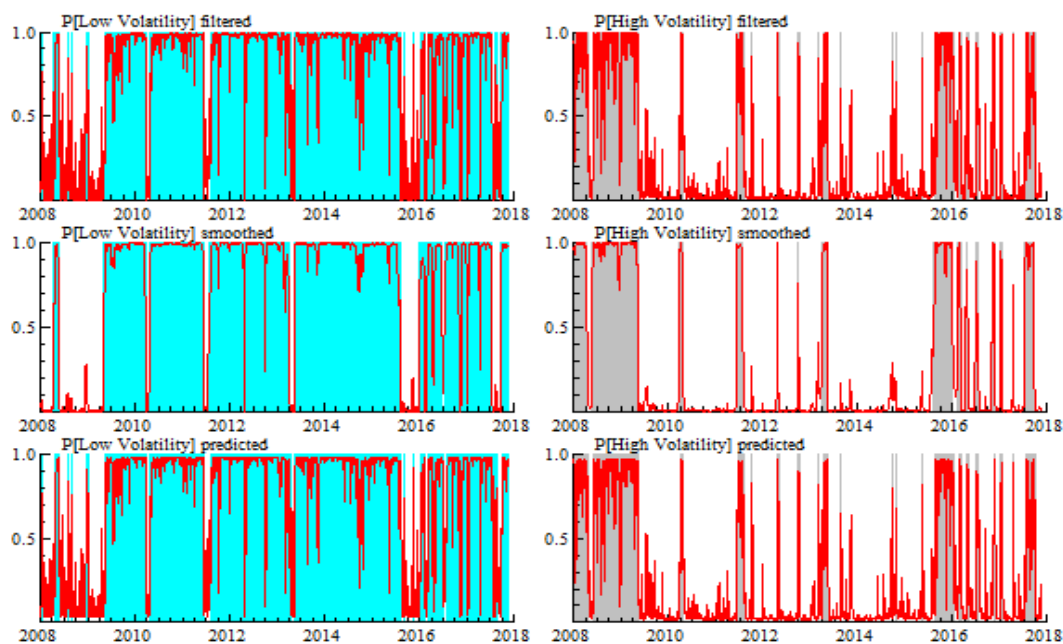 P[Low Volatility] filtered
1.0
0.5
2008 2010 2012 2014 2016 2018
P[High Volatility] filtered
1.0
0.5
2008 2010 2012 2014 2016 2018
P[Low Volatility] smoothed
1.0
0.5
2008 2010 2012 2014 2016 2018
P[High Volatility] smoothed
1.0
0.5
2008 2010 2012 2014 2016 2018
P[Low Volatility] predicted
1.0
0.5
2008 2010 2012 2014 2016 2018
P[High Volatility] predicted
1.0
0.5
2008 2010 2012 2014 2016 2018